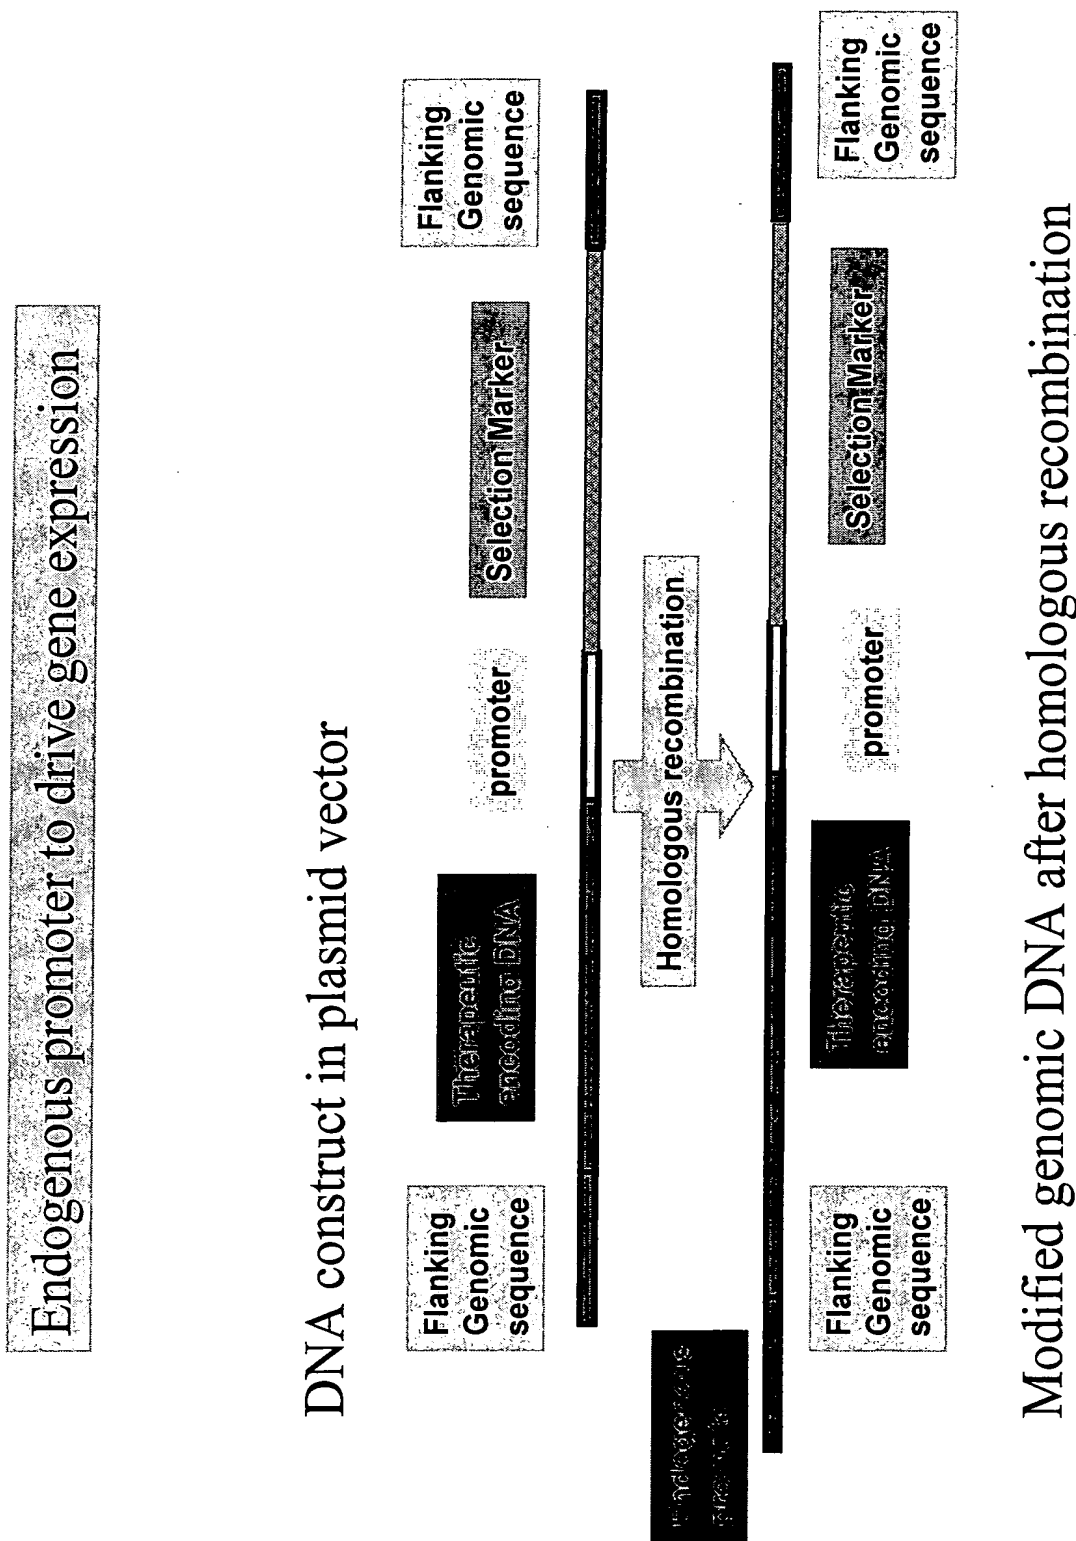 Endogenous promoter to drive gene expression
DNA construct in plasmid vector
Flanking
Genomic
sequence
Therapeutic
encoding DNA
promoter
Selection Marker
Flanking
Genomic
sequence
Homologous recombination
Endogenous
Flanking
Genomic
sequence
Therapeutic
encoding DNA
promoter
Selection Marker
Flanking
Genomic
sequence
Modified genomic DNA after homologous recombination